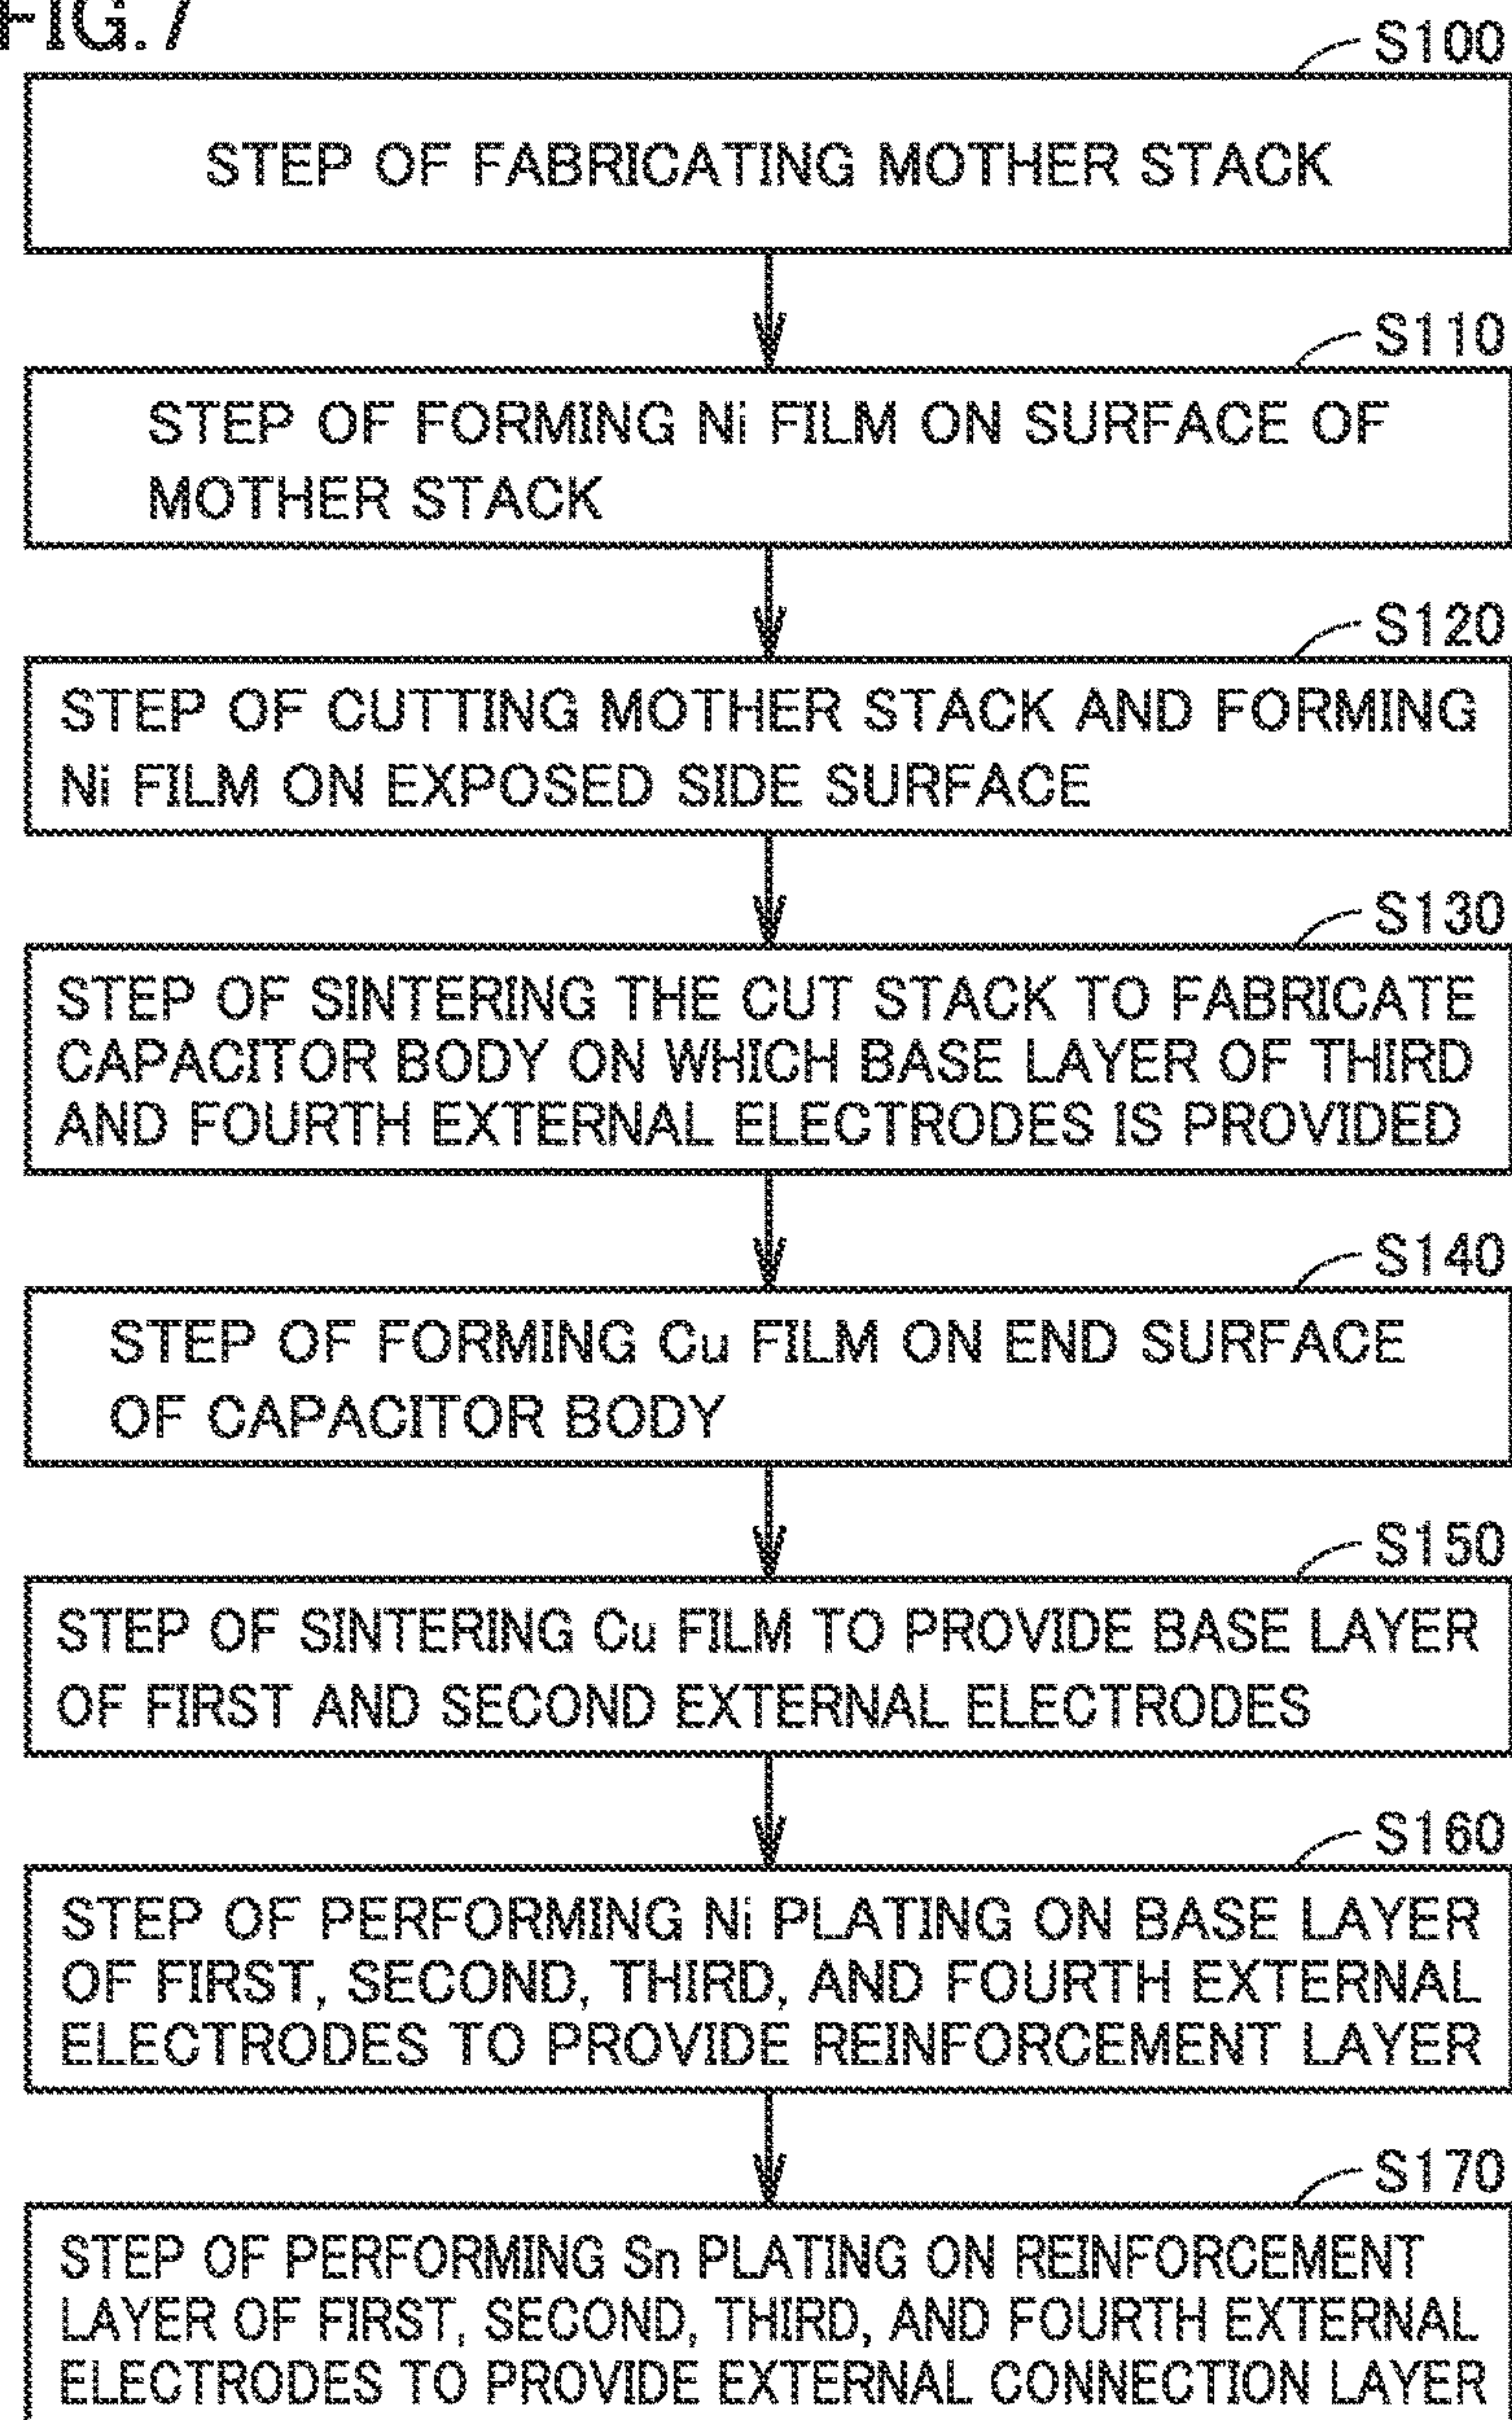 FIG.7
S100
STEP OF FABRICATING MOTHER STACK
S110
STEP OF FORMING Ni FILM ON SURFACE OF
MOTHER STACK
S120
STEP OF CUTTING MOTHER STACK AND FORMING
Ni FILM ON EXPOSED SIDE SURFACE
S130
STEP OF SINTERING THE CUT STACK TO FABRICATE
CAPACITOR BODY ON WHICH BASE LAYER OF THIRD
AND FOURTH EXTERNAL ELECTRODES IS PROVIDED
S140
STEP OF FORMING Cu FILM ON END SURFACE
OF CAPACITOR BODY
S150
STEP OF SINTERING Cu FILM TO PROVIDE BASE LAYER
OF FIRST AND SECOND EXTERNAL ELECTRODES
S160
STEP OF PERFORMING Ni PLATING ON BASE LAYER
OF FIRST, SECOND, THIRD, AND FOURTH EXTERNAL
ELECTRODES TO PROVIDE REINFORCEMENT LAYER
S170
STEP OF PERFORMING Sn PLATING ON REINFORCEMENT
LAYER OF FIRST, SECOND, THIRD, AND FOURTH EXTERNAL
ELECTRODES TO PROVIDE EXTERNAL CONNECTION LAYER